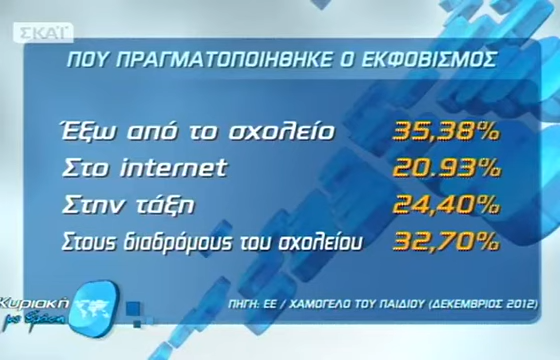 ΣΚΑΪ
ΠΟΥ ΠΡΑΓΜΑΤΟΠΟΙΗΘΗΚΕ Ο ΕΚΦΟΒΙΣΜΟΣ
Έξω από το σχολείο 35,38%
Στο internet 20.93%
Στην τάξη 24,40%
Στους διαδρόμους του σχολείου 32,70%
Κυριακή
με θέση
ΠΗΓΗ: ΕΕ / ΧΑΜΟΓΕΛΟ ΤΟΥ ΠΑΙΔΙΟΥ (ΔΕΚΕΜΒΡΙΟΣ 2012)